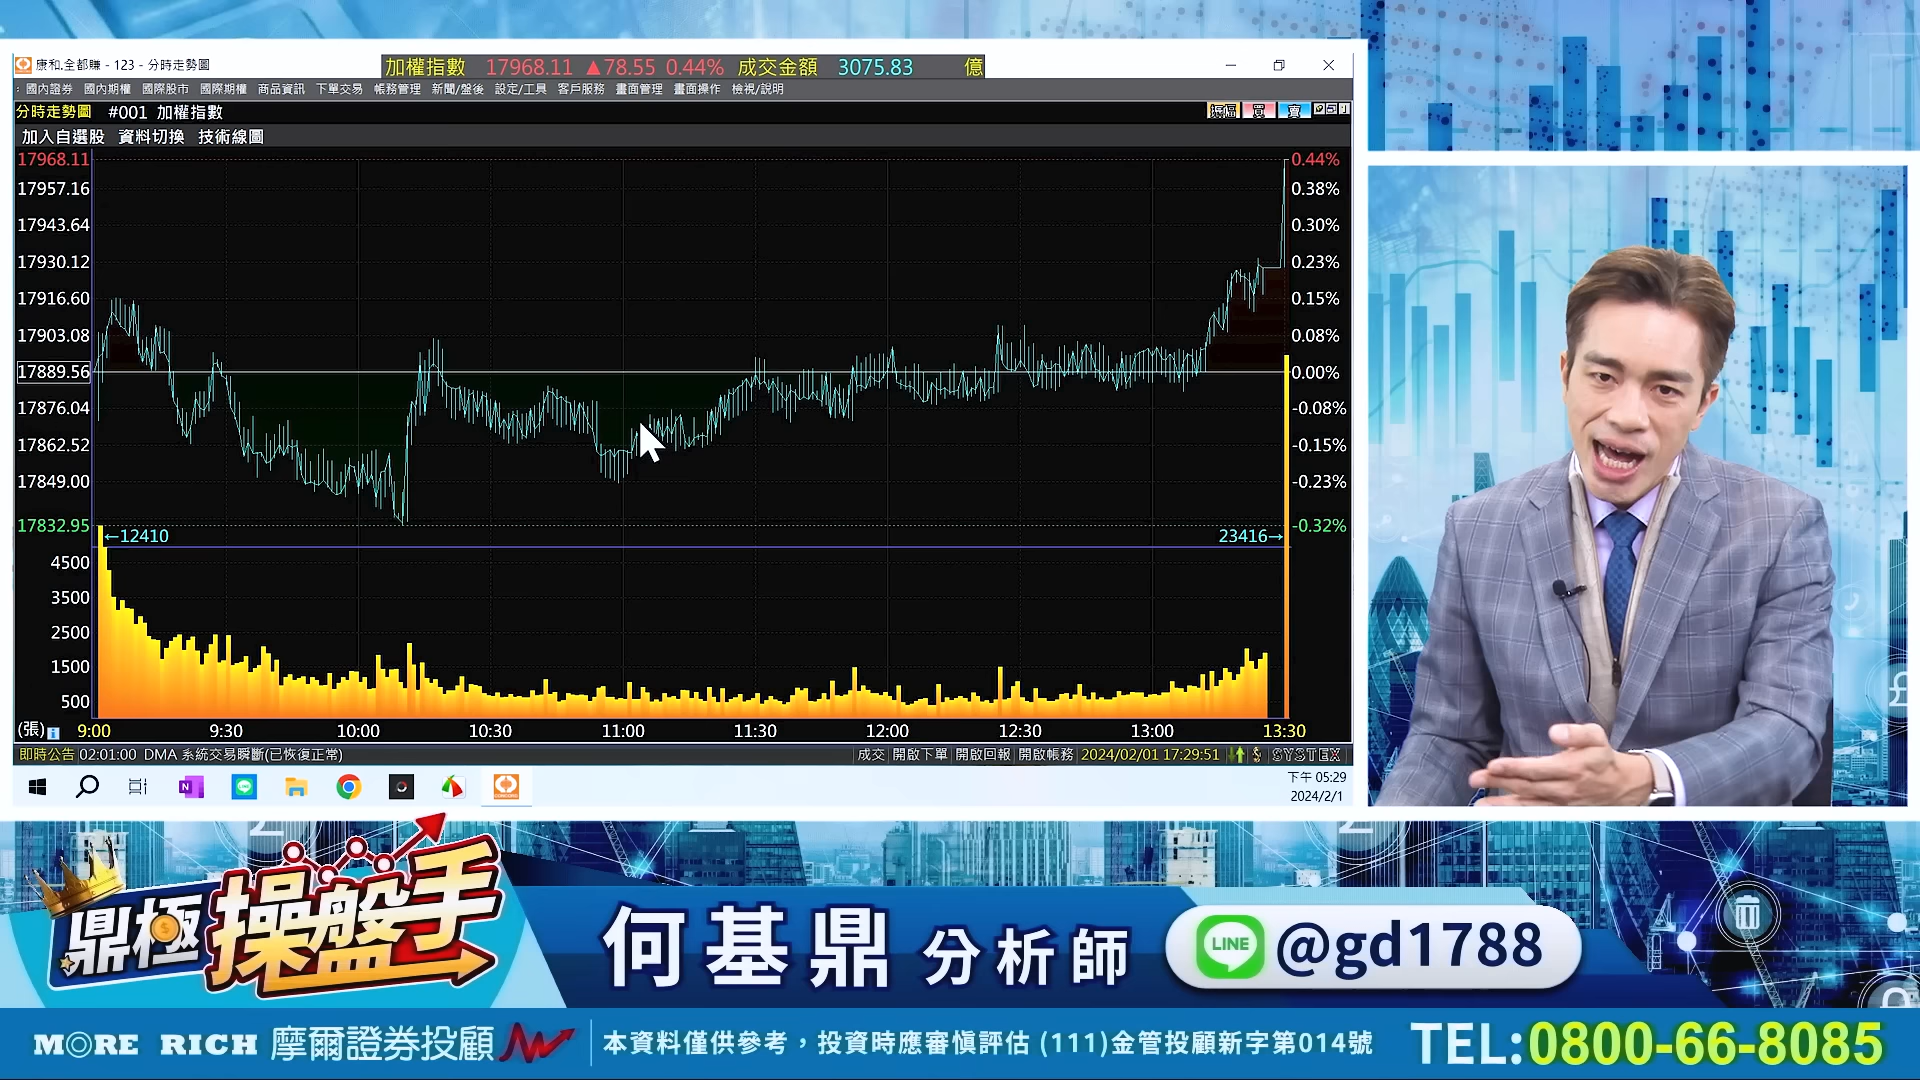 康和.全都賺 - 123 - 分時走勢圖
加權指數 17968.11 ▲78.55 0.44% 成交金額 3075.83 億
國內證券 國內期權 國際股市 國際期權 商品資訊 下單交易 帳務管理 新聞/盤後 設定/工具 客戶服務 畫面管理 畫面操作 檢視/說明
分時走勢圖 #001 加權指數
買 賣
加入自選股 資料切換 技術線圖
17968.11 0.44%
17957.16 0.38%
17943.64 0.30%
17930.12 0.23%
17916.60 0.15%
17903.08 0.08%
17889.56 0.00%
17876.04 -0.08%
17862.52 -0.15%
17849.00 -0.23%
17832.95 -0.32%
←12410 23416→
4500
3500
2500
1500
500
(張) 9:00 9:30 10:00 10:30 11:00 11:30 12:00 12:30 13:00 13:30
即時公告 02:01:00 DMA 系統交易瞬斷(已恢復正常) 成交 開啟下單 開啟回報 開啟帳務 2024/02/01 17:29:51 SYSTEX
下午 05:29
2024/2/1
鼎極操盤手
何基鼎 分析師 LINE @gd1788
MORE RICH 摩爾證券投顧 本資料僅供參考，投資時應審慎評估 (111)金管投顧新字第014號 TEL:0800-66-8085